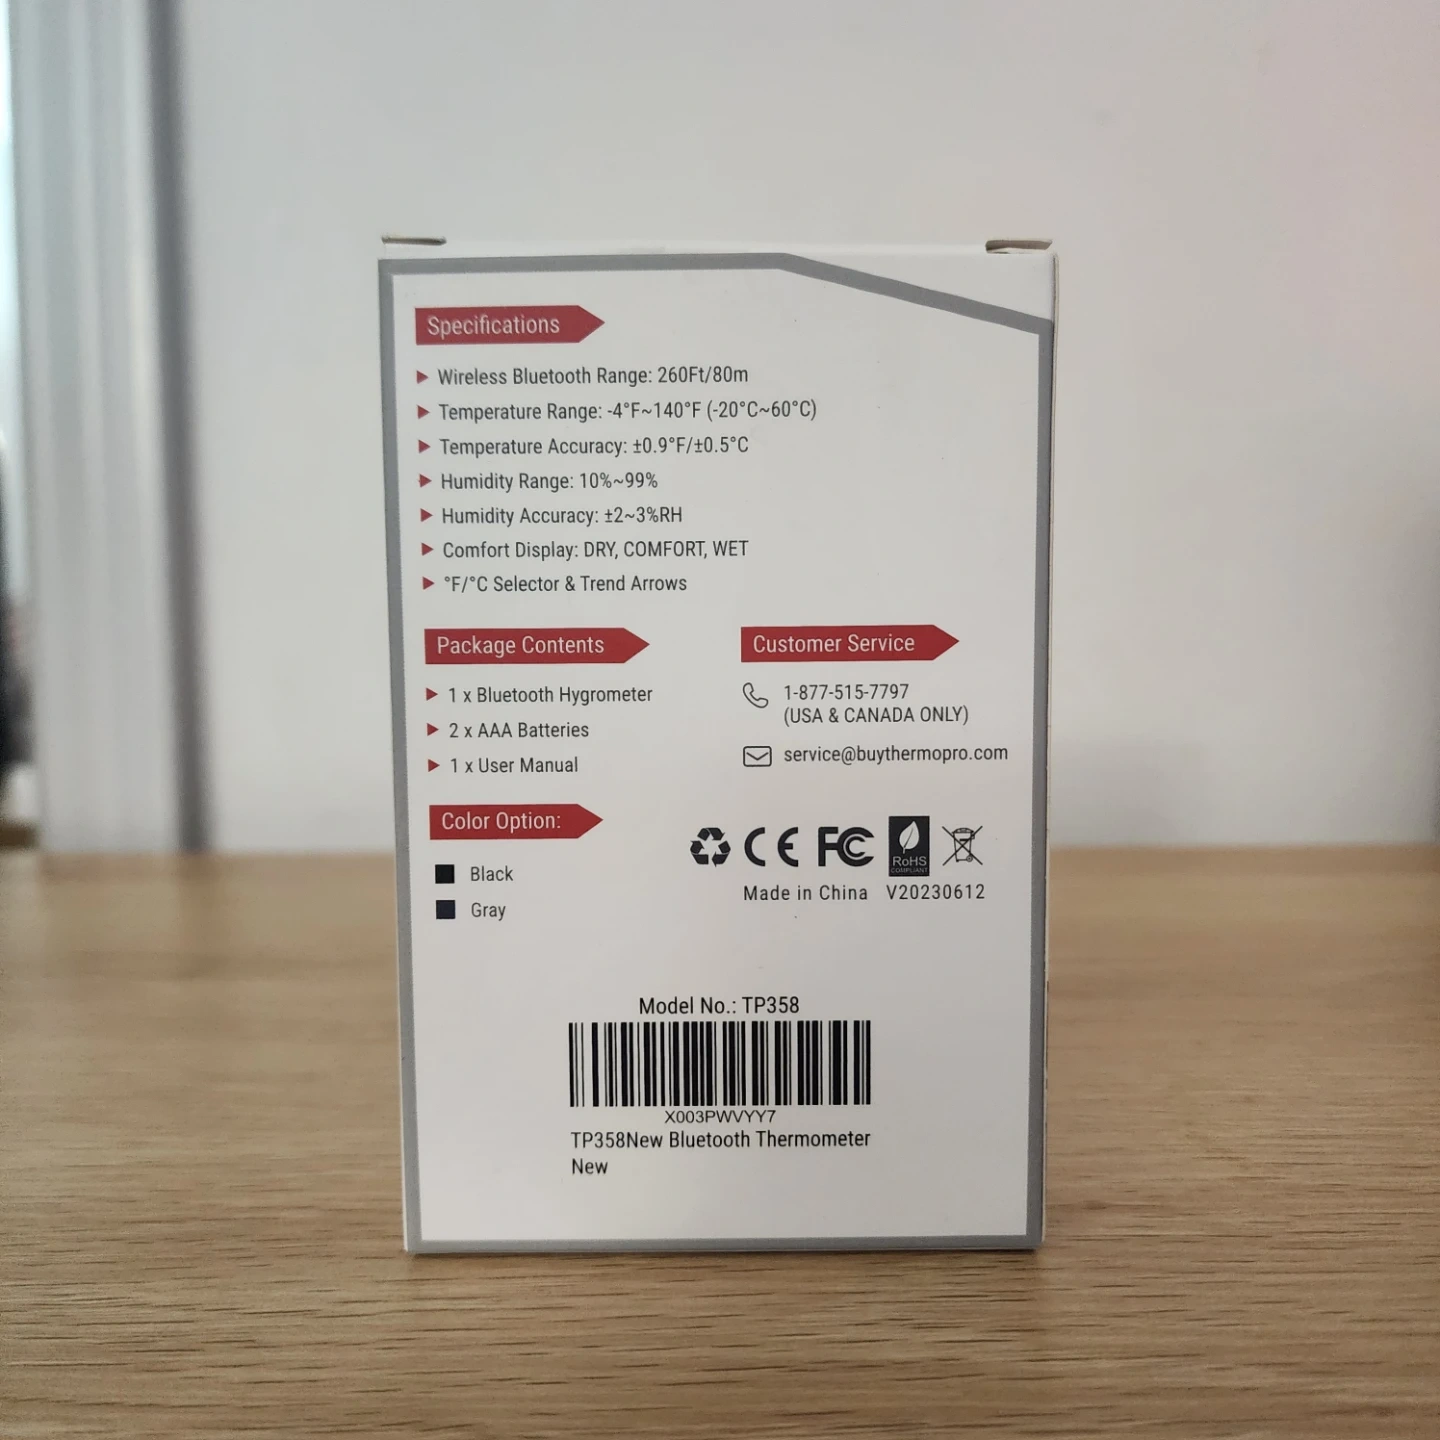 Specifications
Wireless Bluetooth Range: 260Ft/80m
Temperature Range: -4°F~140°F (-20°C~60°C)
Temperature Accuracy: ±0.9°F/±0.5°C
Humidity Range: 10%~99%
Humidity Accuracy: ±2~3%RH
Comfort Display: DRY, COMFORT, WET
°F/°C Selector & Trend Arrows
Package Contents
1 x Bluetooth Hygrometer
2 x AAA Batteries
1 x User Manual
Customer Service
1-877-515-7797
(USA & CANADA ONLY)
service@buythermopro.com
Color Option:
Black
Gray
CE FC RoHS
COMPLIANT
Made in China V20230612
Model No.: TP358
X003PWVYY7
TP358New Bluetooth Thermometer
New